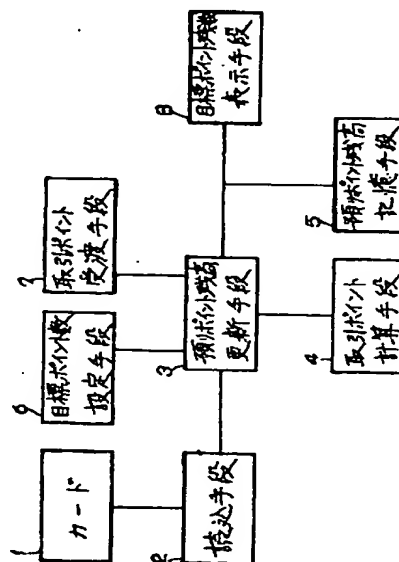 1
カード
2
読込手段
6
目標ポイント数
設定手段
7
取引ポイント
受渡手段
3
預りポイント残高
更新手段
4
取引ポイント
計算手段
5
預りポイント残高
記憶手段
8
目標ポイント残数
表示手段